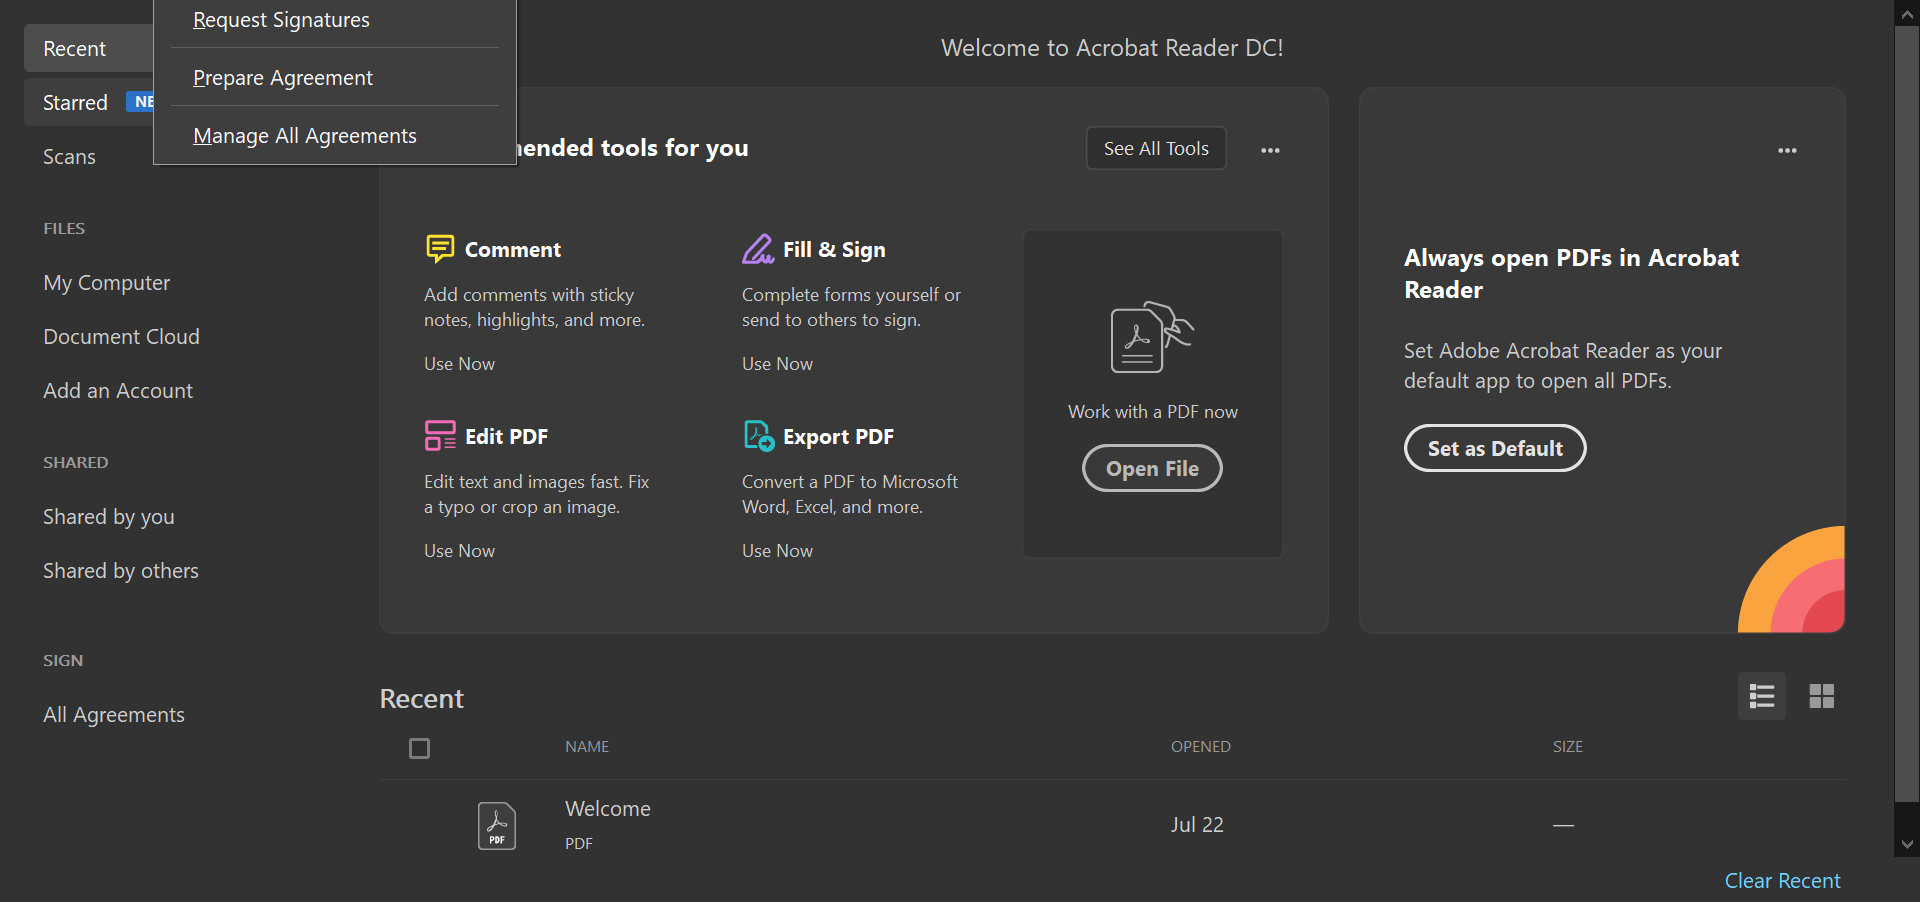 Request Signatures
Prepare Agreement
Manage All Agreements
Recent
Starred
Scans
FILES
My Computer
Document Cloud
Add an Account
SHARED
Shared by you
Shared by others
SIGN
All Agreements
Welcome to Acrobat Reader DC!
tools for you
See All Tools
Comment
Add comments with sticky
notes, highlights, and more.
Use Now
Fill & Sign
Complete forms yourself or
send to others to sign.
Use Now
Edit PDF
Edit text and images fast. Fix
a typo or crop an image.
Use Now
Export PDF
Convert a PDF to Microsoft
Word, Excel, and more.
Use Now
Work with a PDF now
Open File
Always open PDFs in Acrobat
Reader
Set Adobe Acrobat Reader as your
default app to open all PDFs.
Set as Default
Recent
NAME
OPENED
SIZE
PDF
Welcome
PDF
Jul 22
—
Clear Recent